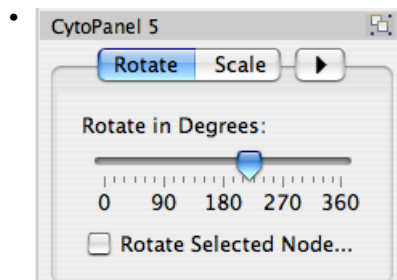 CytoPanel 5
Rotate Scale
Rotate in Degrees:
0 90 180 270 360
Rotate Selected Node...